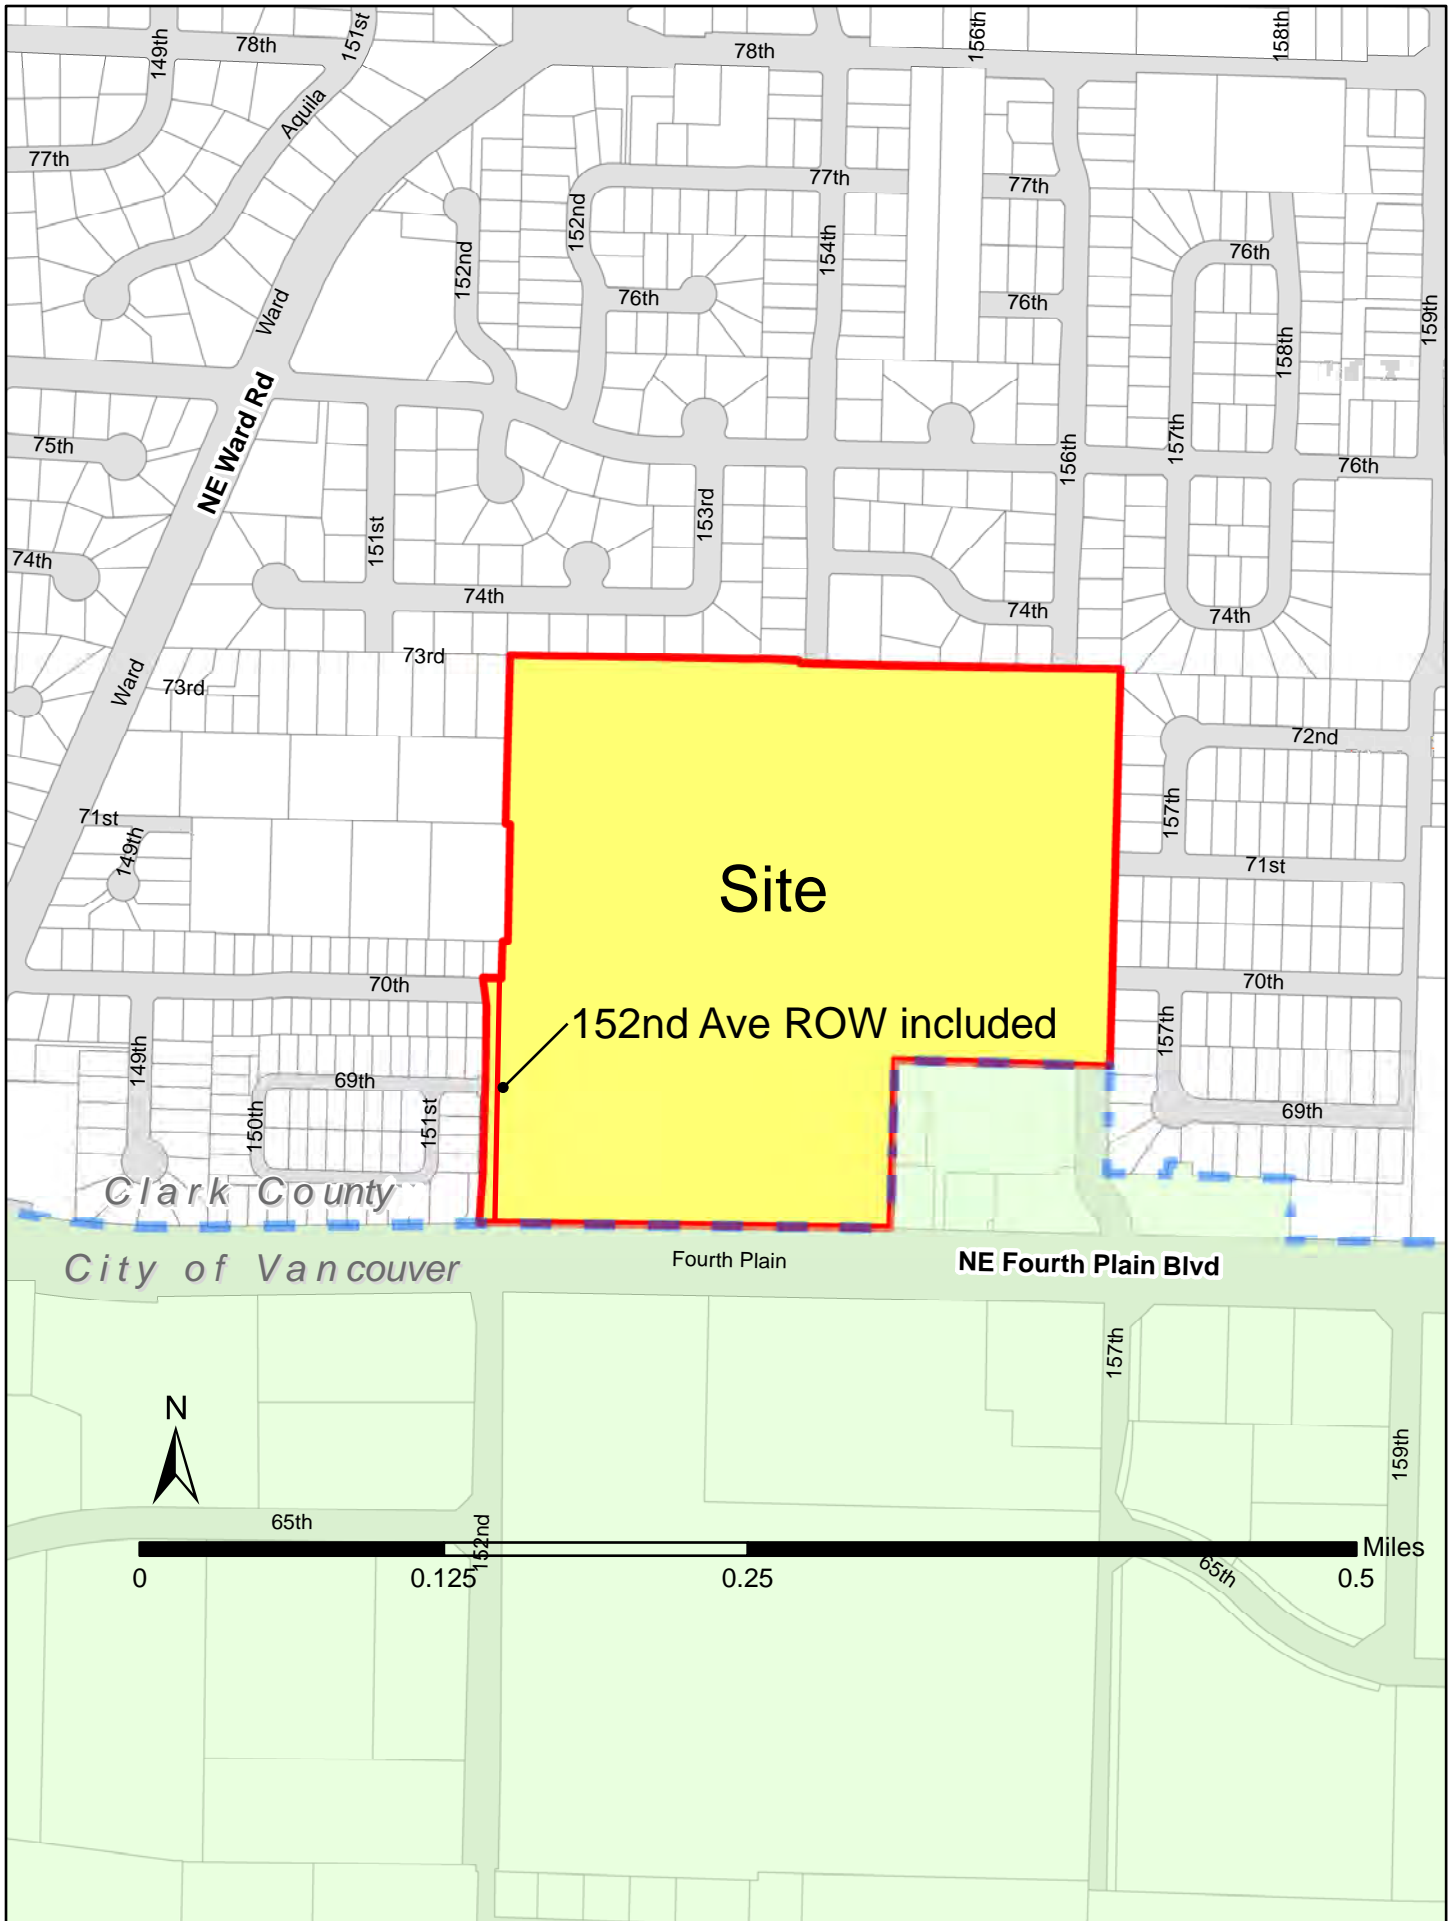 149th
78th
151st
78th
156th
158th
Aquila
77th
77th
77th
152nd
152nd
154th
76th
76th
76th
Ward
158th
159th
NE Ward Rd
75th
157th
156th
76th
151st
153rd
74th
74th
74th
74th
73rd
73rd
Ward
72nd
71st
157th
149th
71st
Site
70th
70th
152nd Ave ROW included
149th
157th
69th
150th
151st
69th
Clark County
City of Vancouver
Fourth Plain
NE Fourth Plain Blvd
157th
N
159th
65th
152nd
65th
Miles
0
0.125
0.25
0.5